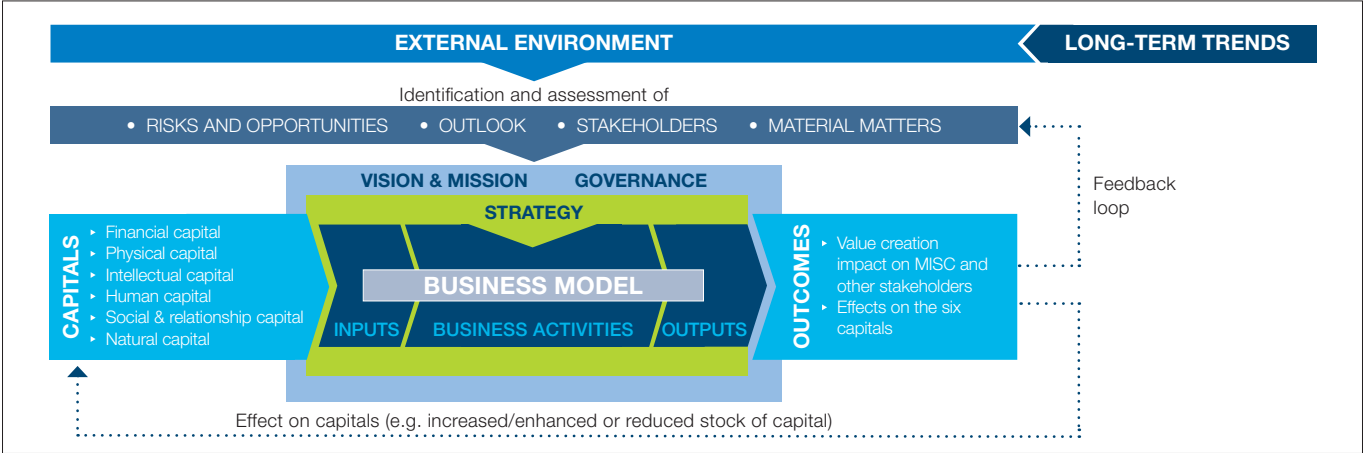 EXTERNAL ENVIRONMENT
LONG-TERM TRENDS
Identification and assessment of
• RISKS AND OPPORTUNITIES • OUTLOOK • STAKEHOLDERS • MATERIAL MATTERS
VISION & MISSION GOVERNANCE
STRATEGY
CAPITALS
▸ Financial capital
▸ Physical capital
▸ Intellectual capital
▸ Human capital
▸ Social & relationship capital
▸ Natural capital
BUSINESS MODEL
INPUTS BUSINESS ACTIVITIES OUTPUTS
OUTCOMES
▸ Value creation
impact on MISC and
other stakeholders
▸ Effects on the six
capitals
Feedback
loop
Effect on capitals (e.g. increased/enhanced or reduced stock of capital)